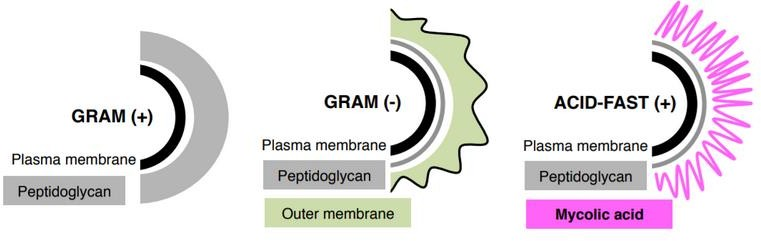 GRAM (+)
Plasma membrane
Peptidoglycan
GRAM (-)
Plasma membrane
Peptidoglycan
Outer membrane
ACID-FAST (+)
Plasma membrane
Peptidoglycan
Mycolic acid